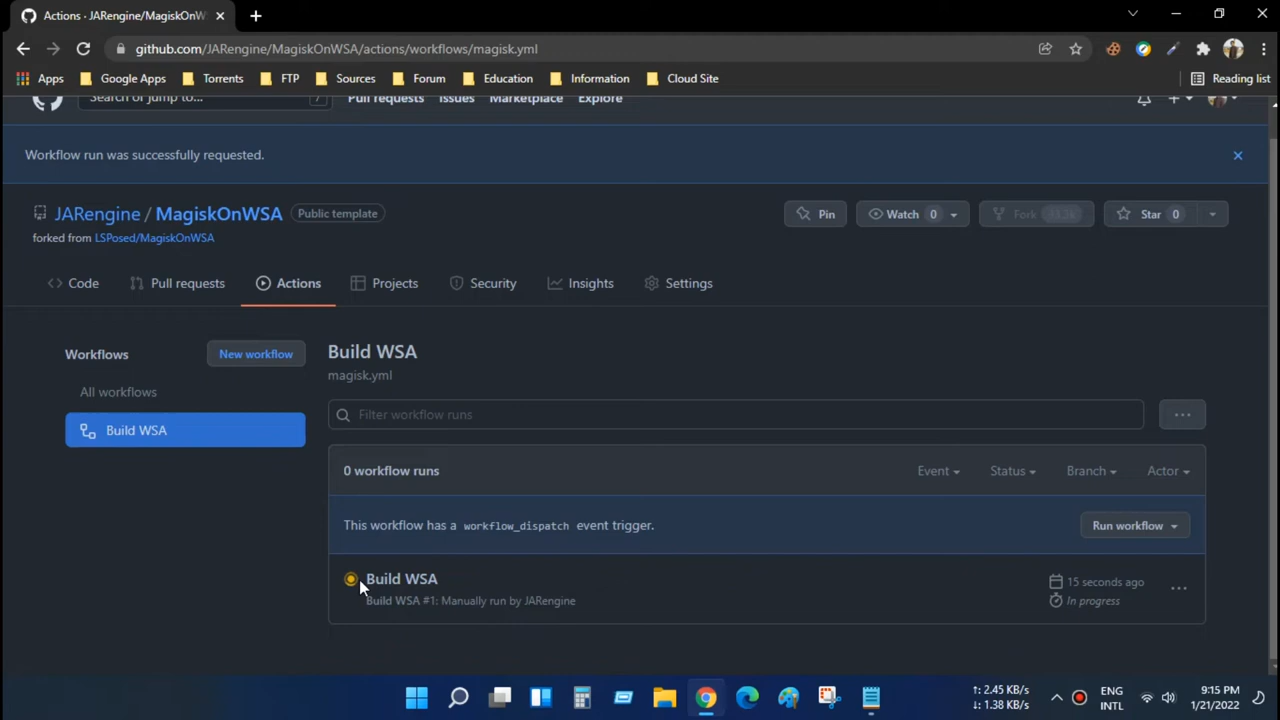 Actions · JARengine/MagiskOnW
github.com/JARengine/MagiskOnWSA/actions/workflows/magisk.yml
Apps Google Apps Torrents FTP Sources Forum Education Information Cloud Site Reading list
Search or jump to... / Pull requests Issues Marketplace Explore
Workflow run was successfully requested.
JARengine / MagiskOnWSA Public template Pin Watch 0 Fork Star 0
forked from LSPosed/MagiskOnWSA
Code Pull requests Actions Projects Security Insights Settings
Workflows New workflow
All workflows
Build WSA
Build WSA
magisk.yml
Filter workflow runs
0 workflow runs Event Status Branch Actor
This workflow has a workflow_dispatch event trigger. Run workflow
Build WSA 15 seconds ago
Build WSA #1: Manually run by JARengine In progress
↑: 2.45 KB/s ENG 9:15 PM
↓: 1.38 KB/s INTL 1/21/2022